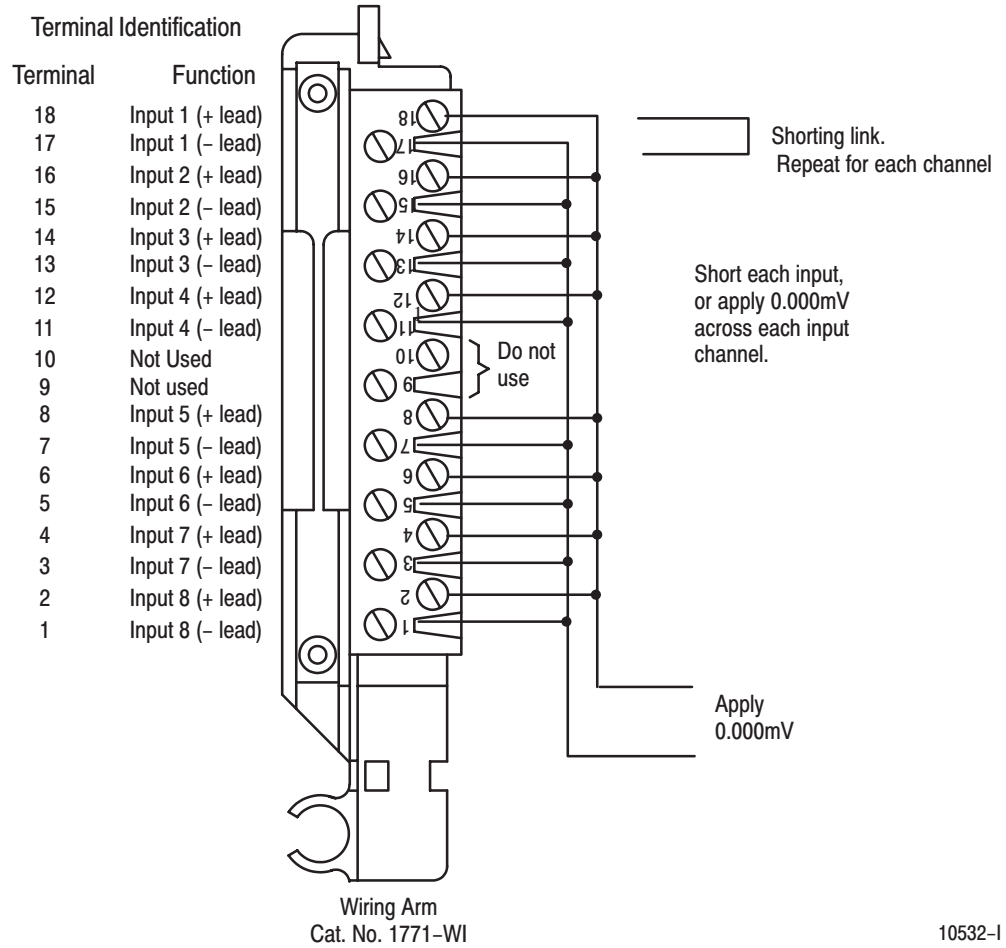 Terminal Identification
Terminal Function
18 Input 1 (+ lead)
17 Input 1 (– lead)
16 Input 2 (+ lead)
15 Input 2 (– lead)
14 Input 3 (+ lead)
13 Input 3 (– lead)
12 Input 4 (+ lead)
11 Input 4 (– lead)
10 Not Used
9 Not used
8 Input 5 (+ lead)
7 Input 5 (– lead)
6 Input 6 (+ lead)
5 Input 6 (– lead)
4 Input 7 (+ lead)
3 Input 7 (– lead)
2 Input 8 (+ lead)
1 Input 8 (– lead)
18
17
16
15
14
13
12
11
10
9
8
7
6
5
4
3
2
1
Do not
use
Shorting link.
Repeat for each channel
Short each input,
or apply 0.000mV
across each input
channel.
Apply
0.000mV
Wiring Arm
Cat. No. 1771–WI
10532–I